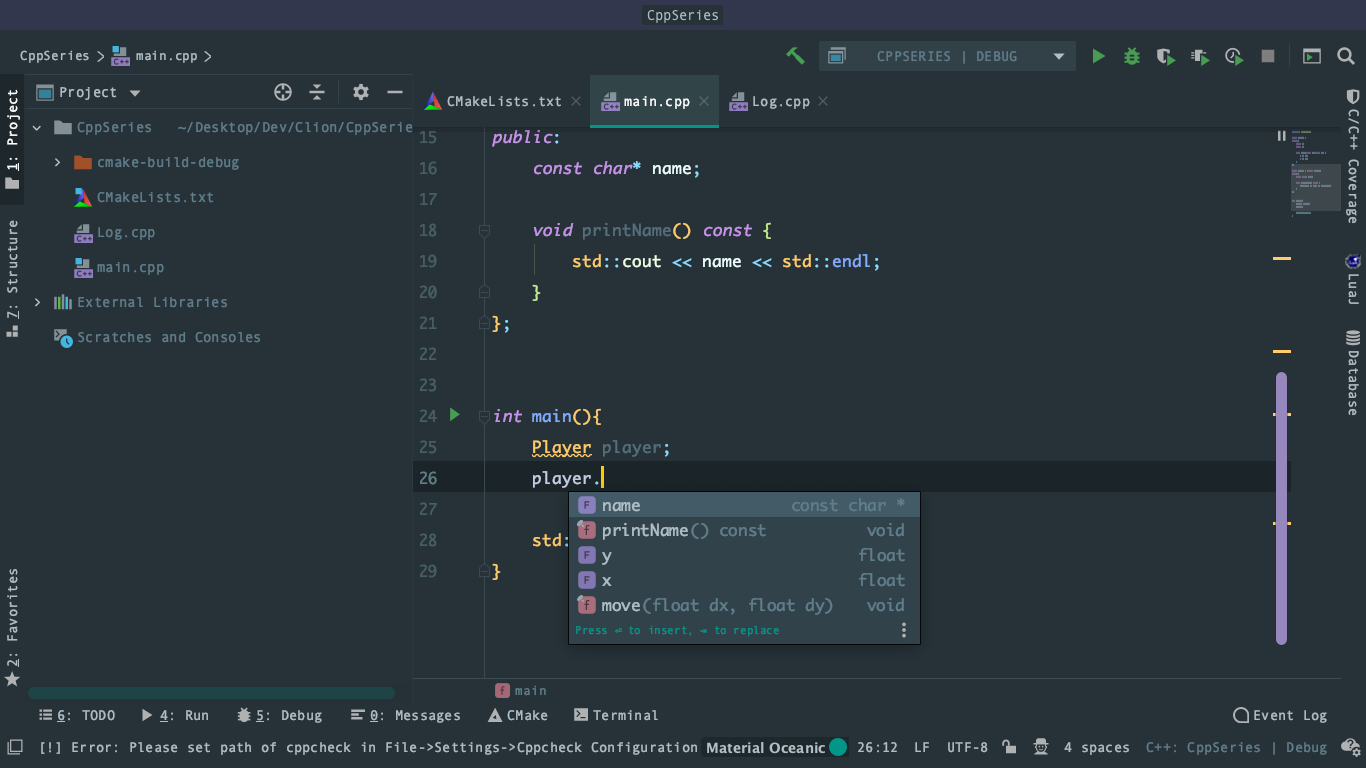 CppSeries
CppSeries > main.cpp >
CPPSERIES | DEBUG
1: Project
Project
CMakeLists.txt ×
main.cpp ×
Log.cpp ×
CppSeries ~/Desktop/Dev/Clion/CppSerie
cmake-build-debug
CMakeLists.txt
Log.cpp
main.cpp
External Libraries
Scratches and Consoles
Z: Structure
2: Favorites
15 public:
16 const char* name;
17
18 void printName() const {
19 std::cout << name << std::endl;
20 }
21 };
22
23
24 int main(){
25 Player player;
26 player.
27
28 std:
29 }
name const char *
printName() const void
y float
x float
move(float dx, float dy) void
Press ⏎ to insert, ⇥ to replace
C/C++ Coverage
LuaJ
Database
main
6: TODO
4: Run
5: Debug
0: Messages
CMake
Terminal
Event Log
[!] Error: Please set path of cppcheck in File->Settings->Cppcheck Configuration
Material Oceanic
26:12 LF UTF-8 4 spaces C++: CppSeries | Debug